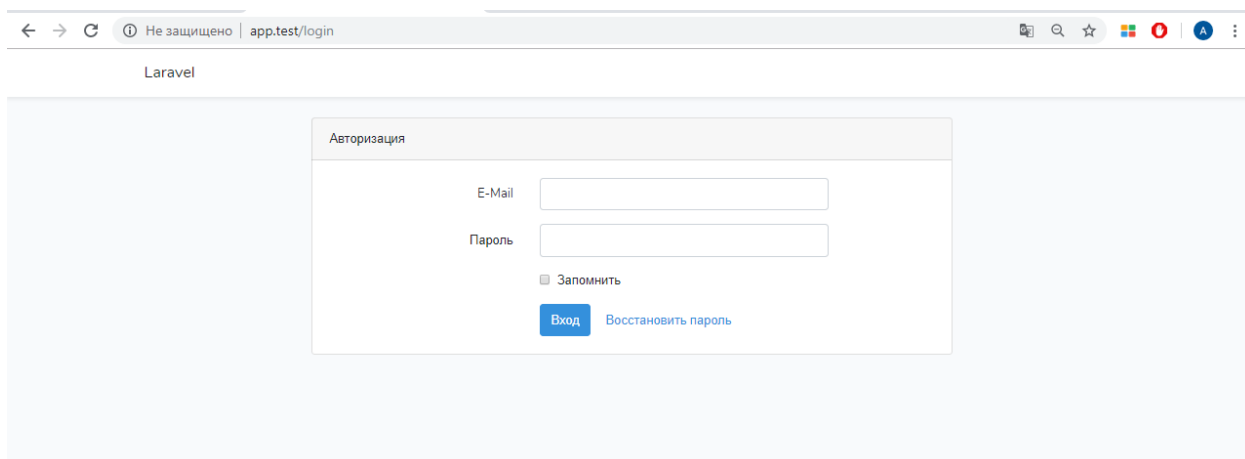 Не защищено | app.test/login
A
Laravel
Авторизация
E-Mail
Пароль
Запомнить
Вход Восстановить пароль